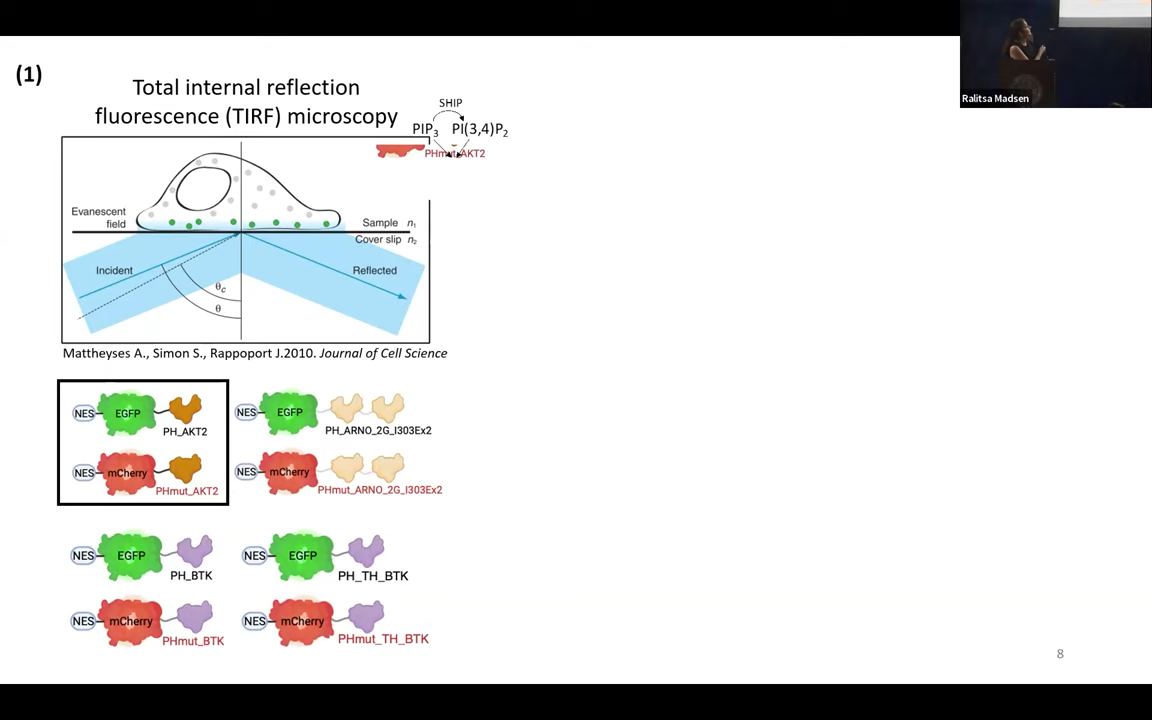 (1)
Total internal reflection
fluorescence (TIRF) microscopy
SHIP
PIP₃ PI(3,4)P₂
PHmut_AKT2
Evanescent
field
Sample n₁
Cover slip n₂
Incident
Reflected
θc
θ
Mattheyses A., Simon S., Rappoport J.2010. Journal of Cell Science
NES EGFP
PH_AKT2
NES EGFP
PH_ARNO_2G_I303Ex2
NES mCherry
PHmut_AKT2
NES mCherry
PHmut_ARNO_2G_I303Ex2
NES EGFP
PH_BTK
NES EGFP
PH_TH_BTK
NES mCherry
PHmut_BTK
NES mCherry
PHmut_TH_BTK
8
Ralitsa Madsen